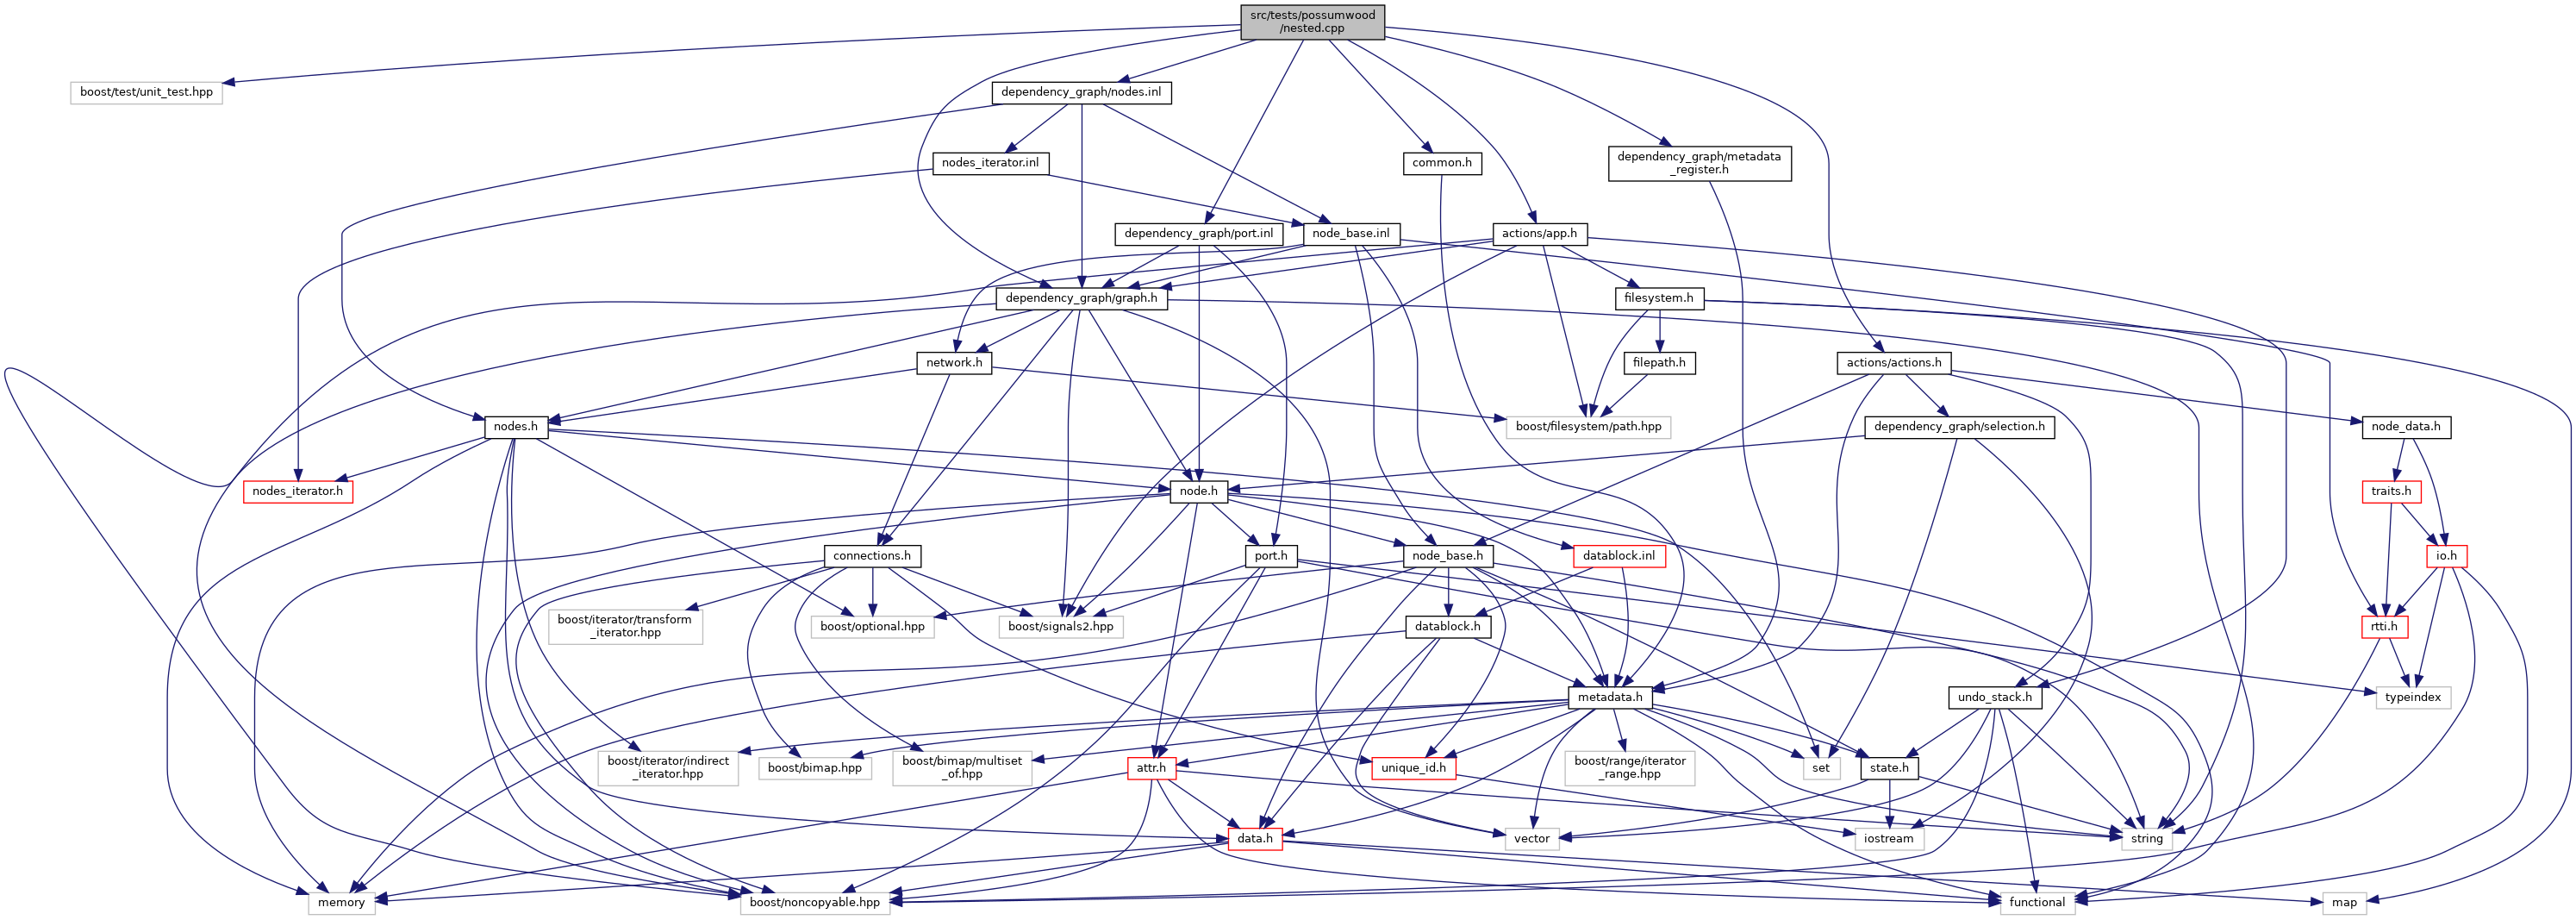 src/tests/possumwood
/nested.cpp
boost/test/unit_test.hpp
dependency_graph/nodes.inl
nodes_iterator.inl
common.h
dependency_graph/metadata
_register.h
dependency_graph/port.inl
node_base.inl
actions/app.h
dependency_graph/graph.h
filesystem.h
network.h
filepath.h
actions/actions.h
nodes.h
boost/filesystem/path.hpp
dependency_graph/selection.h
node_data.h
nodes_iterator.h
node.h
traits.h
connections.h
port.h
node_base.h
datablock.inl
io.h
boost/iterator/transform
_iterator.hpp
boost/optional.hpp
boost/signals2.hpp
datablock.h
rtti.h
metadata.h
undo_stack.h
typeindex
boost/iterator/indirect
_iterator.hpp
boost/bimap.hpp
boost/bimap/multiset
_of.hpp
attr.h
unique_id.h
boost/range/iterator
_range.hpp
set
state.h
data.h
vector
iostream
string
memory
boost/noncopyable.hpp
functional
map